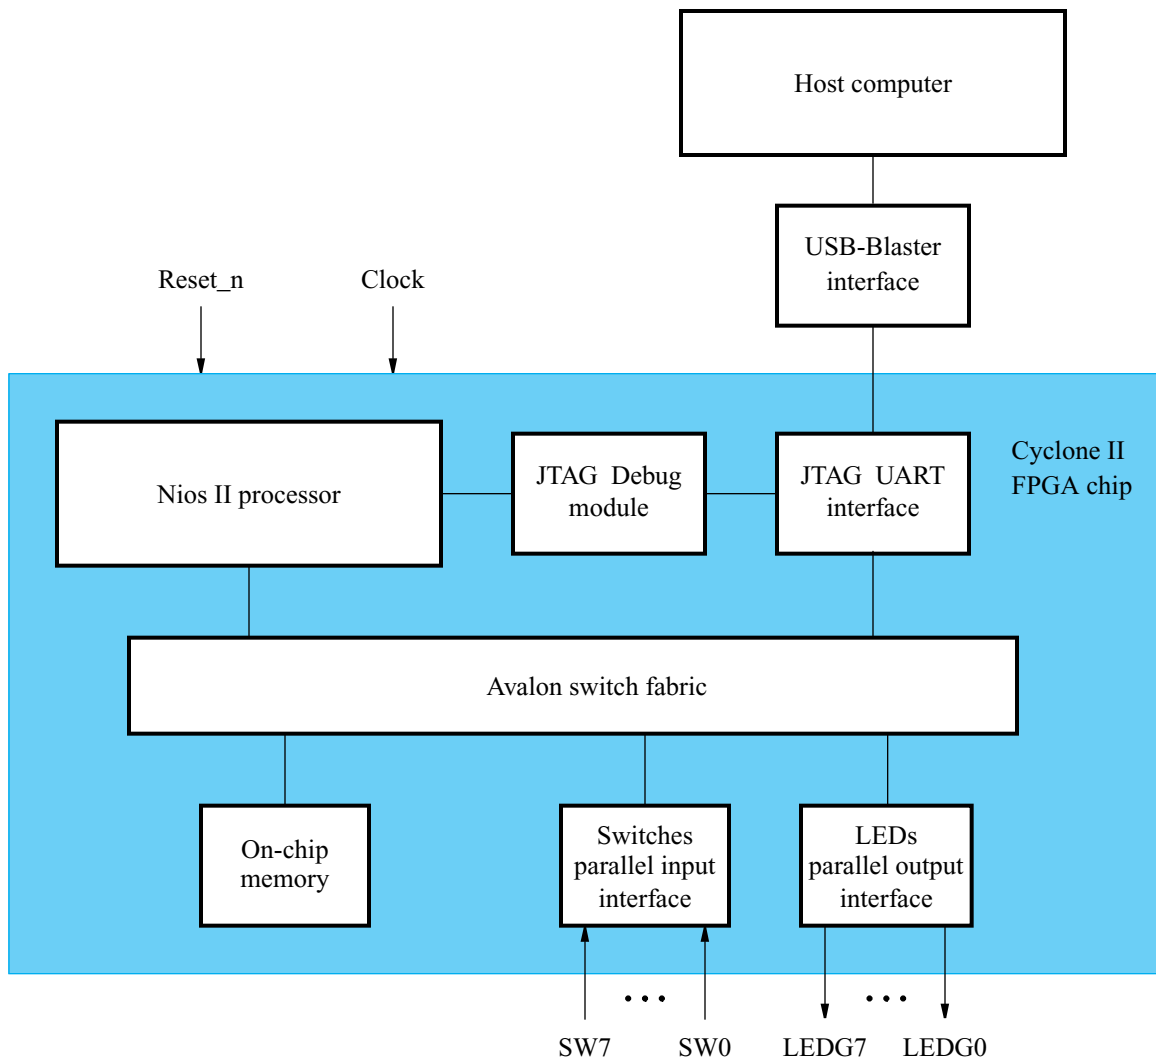 Host computer
USB-Blaster
interface
Reset_n
Clock
Cyclone II
FPGA chip
Nios II processor
JTAG Debug
module
JTAG UART
interface
Avalon switch fabric
On-chip
memory
Switches
parallel input
interface
LEDs
parallel output
interface
SW7
SW0
LEDG7
LEDG0